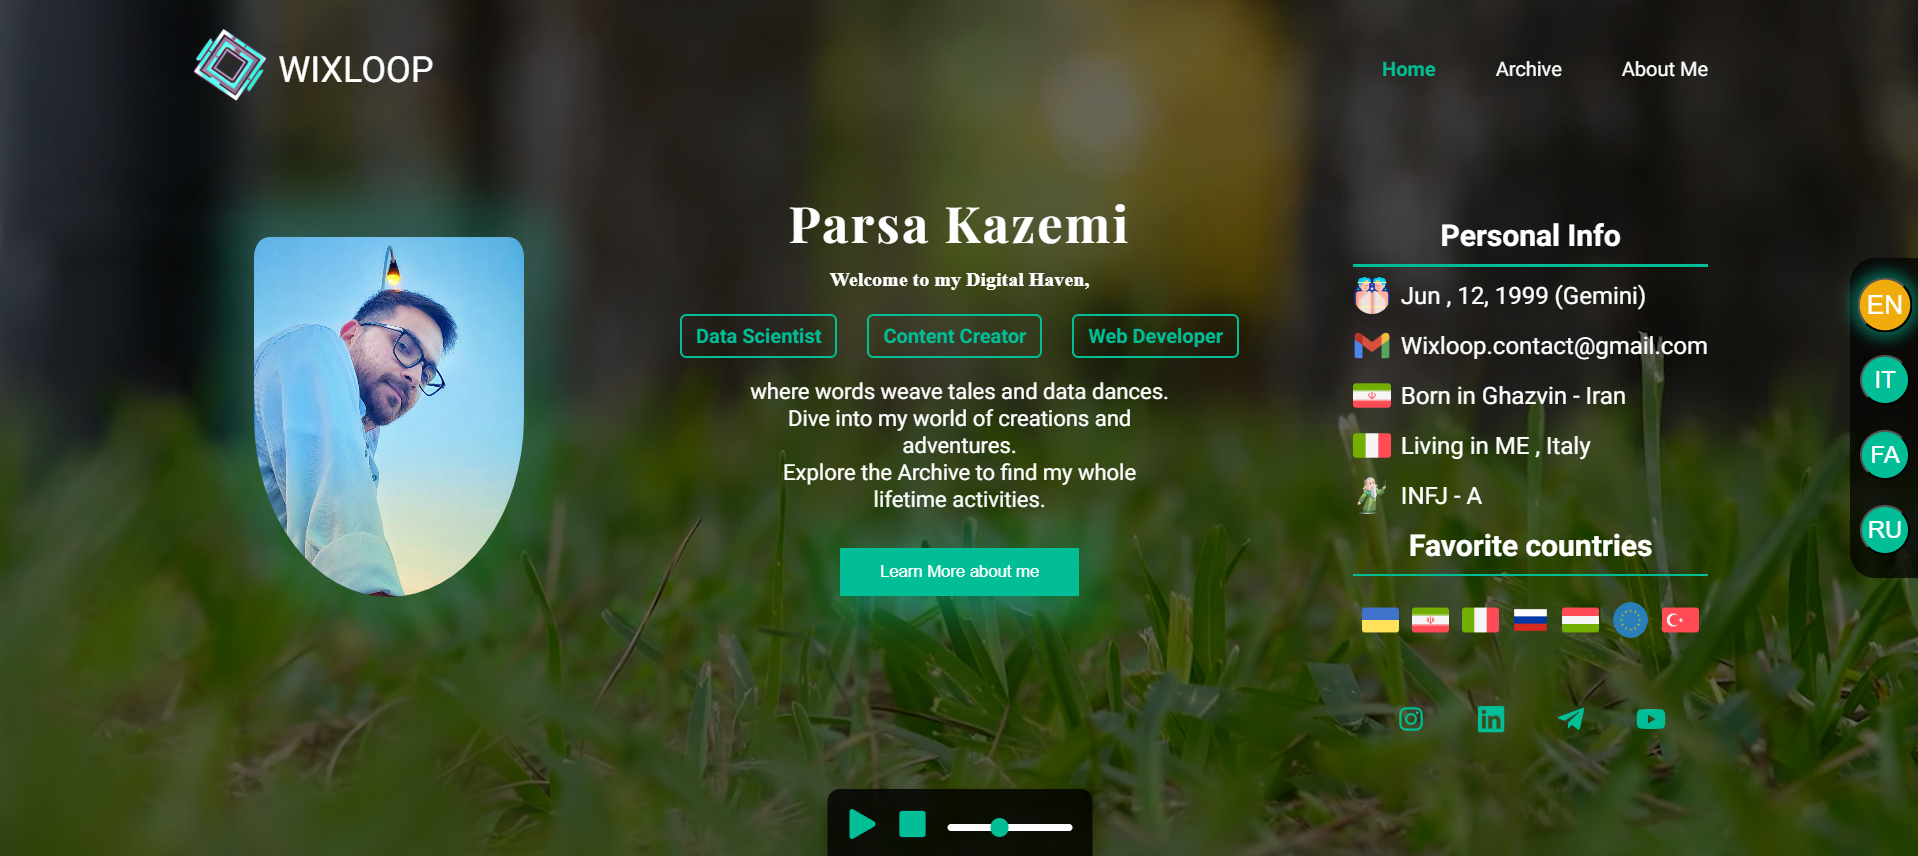 WIXLOOP
Home
Archive
About Me
Parsa Kazemi
Welcome to my Digital Haven,
Data Scientist
Content Creator
Web Developer
where words weave tales and data dances.
Dive into my world of creations and
adventures.
Explore the Archive to find my whole
lifetime activities.
Learn More about me
Personal Info
Jun , 12, 1999 (Gemini)
Wixloop.contact@gmail.com
Born in Ghazvin - Iran
Living in ME , Italy
INFJ - A
Favorite countries
EN
IT
FA
RU